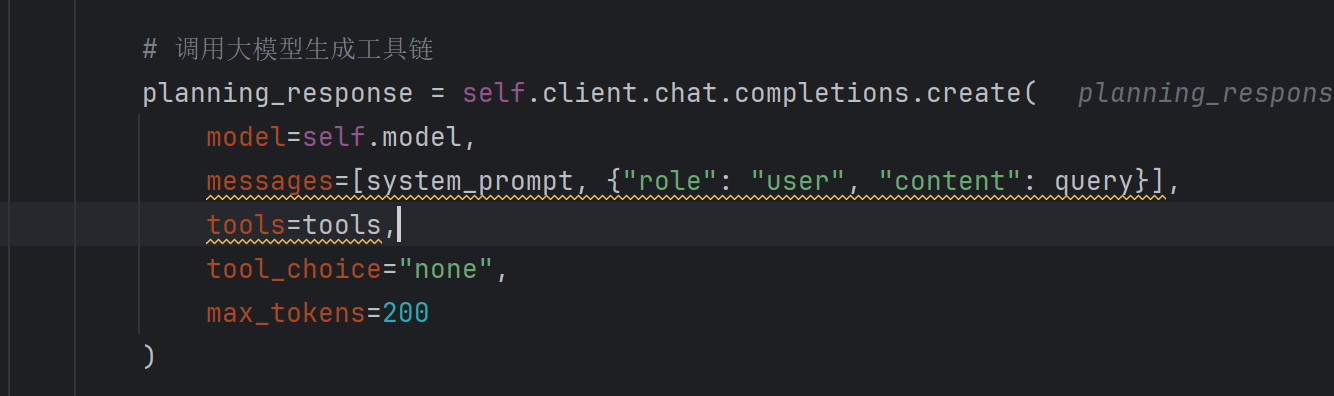 # 调用大模型生成工具链
planning_response = self.client.chat.completions.create( planning_respons
model=self.model,
messages=[system_prompt, {"role": "user", "content": query}],
tools=tools,
tool_choice="none",
max_tokens=200
)